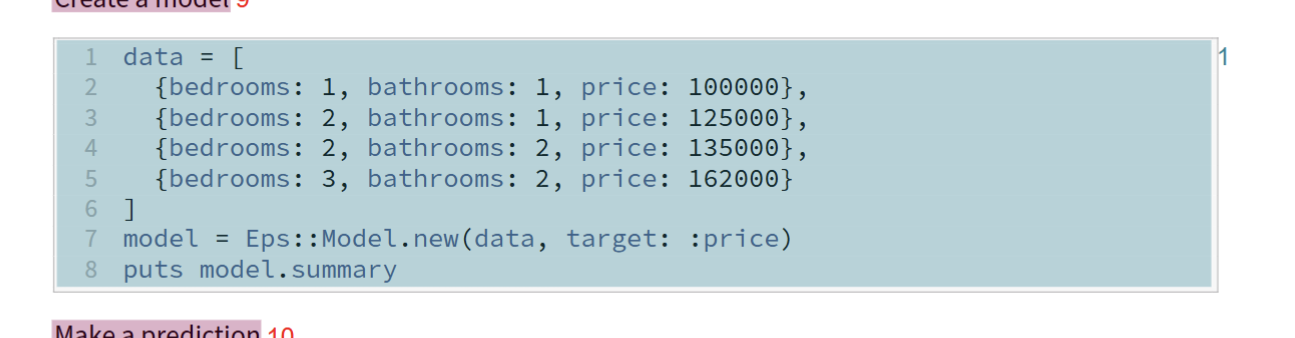 Create a model 9
1
1 data = [
2 {bedrooms: 1, bathrooms: 1, price: 100000},
3 {bedrooms: 2, bathrooms: 1, price: 125000},
4 {bedrooms: 2, bathrooms: 2, price: 135000},
5 {bedrooms: 3, bathrooms: 2, price: 162000}
6 ]
7 model = Eps::Model.new(data, target: :price)
8 puts model.summary
Make a prediction 10